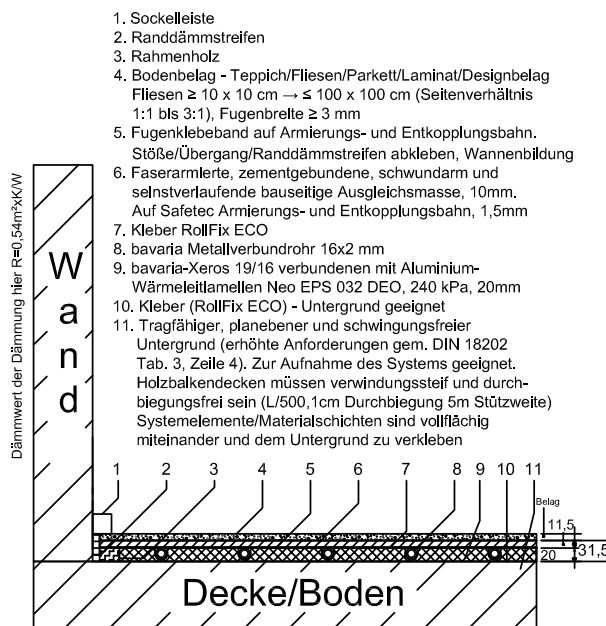 1. Sockelleiste
2. Randdämmstreifen
3. Rahmenholz
4. Bodenbelag - Teppich/Fliesen/Parkett/Laminat/Designbelag
Fliesen ≥ 10 x 10 cm → ≤ 100 x 100 cm (Seitenverhältnis
1:1 bIs 3:1), Fugenbrelte ≥ 3 mm
5. Fugenklebeband auf Armierungs- und Entkopplungsbahn.
Stöße/Übergang/Randdämmstreifen abkleben, Wannenbildung
6. Faserarmlerte, zementgebundene, schwundarm und
selnstverlaufende bauseitige Ausgleichsmasse, 10mm.
Auf Safetec Armierungs- und Entkopplungsbahn, 1,5mm
7. Kleber RollFix ECO
8. bavaria Metallverbundrohr 16x2 mm
9. bavaria-Xeros 19/16 verbundenen mit Aluminium-
Wärmeleitlamellen Neo EPS 032 DEO, 240 kPa, 20mm
10. Kleber (RollFix ECO) - Untergrund geeignet
11. Tragfähiger, planebener und schwingungsfreier
Untergrund (erhöhte Anforderungen gem. DIN 18202
Tab. 3, Zeile 4). Zur Aufnahme des Systems geeignet.
Holzbalkendecken müssen verwindungssteif und durch-
biegungsfrei sein (L/500,1cm Durchbiegung 5m Stützweite)
Systemelemente/Materialschichten sind vollflächig
miteinander und dem Untergrund zu verkleben
Dämmwert der Dämmung hier R=0,54m²xK/W
Wand
1 2 3 4 5 6 7 8 9 10 11
Belag
11,5
20
31,5
Decke/Boden